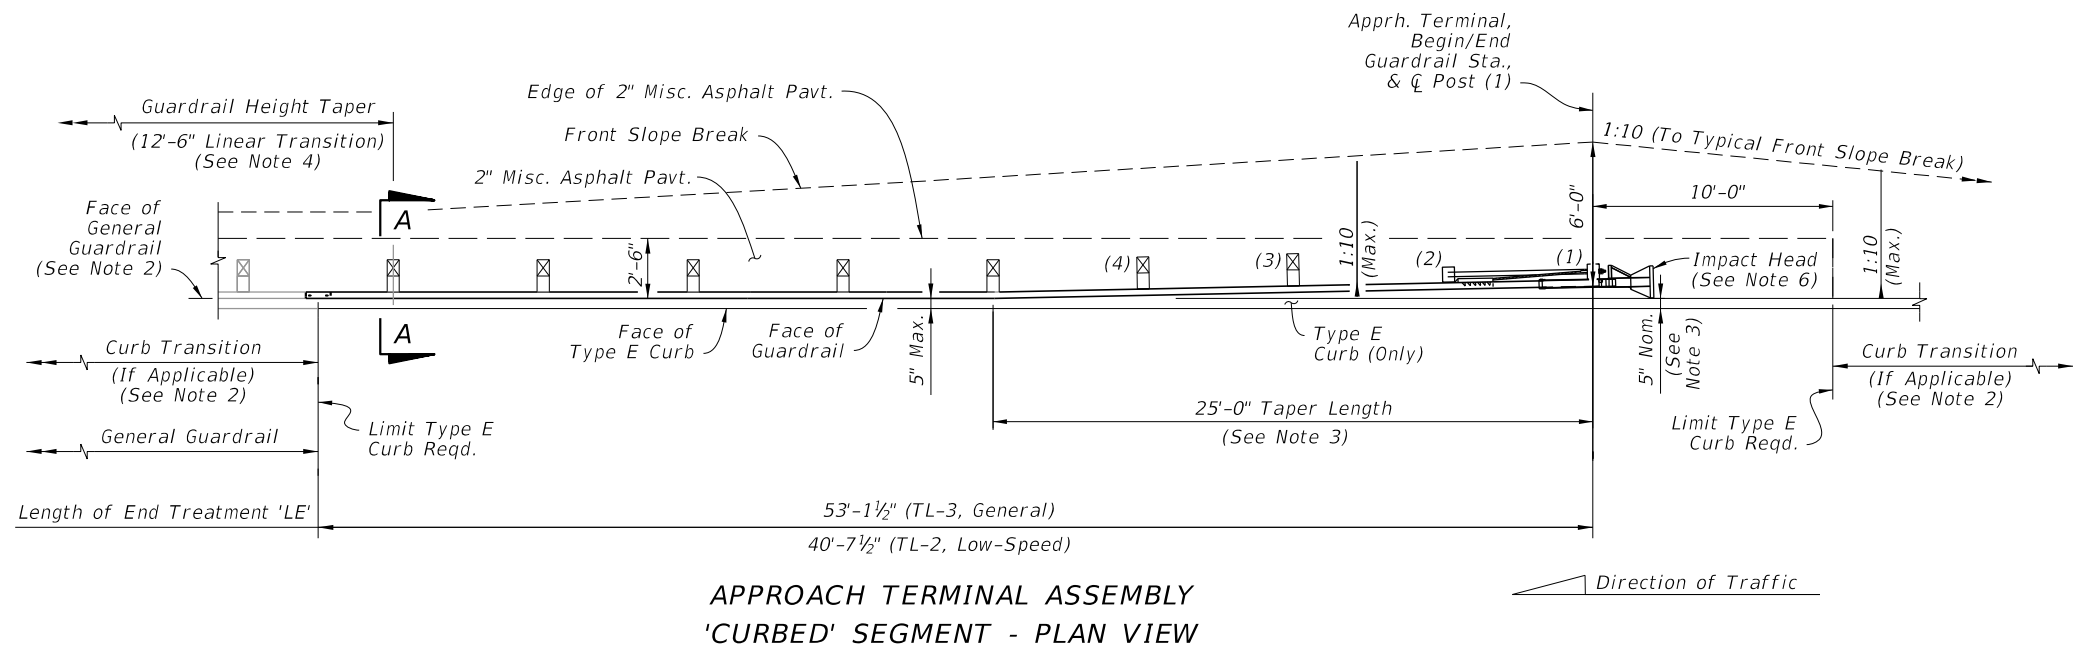 Apprh. Terminal,
Begin/End
Guardrail Sta.,
& ℄ Post (1)
Edge of 2" Misc. Asphalt Pavt.
Guardrail Height Taper
(12'-6" Linear Transition)
(See Note 4)
Front Slope Break
1:10 (To Typical Front Slope Break)
2" Misc. Asphalt Pavt.
Face of
General
Guardrail
(See Note 2)
A
2'-6"
(4)
(3)
1:10
(Max.)
(2)
(1)
6'-0"
10'-0"
Impact Head
(See Note 6)
1:10
(Max.)
A
Face of
Type E Curb
Face of
Guardrail
5" Max.
Type E
Curb (Only)
5" Nom.
(See
Note 3)
Curb Transition
(If Applicable)
(See Note 2)
Curb Transition
(If Applicable)
(See Note 2)
25'-0" Taper Length
(See Note 3)
Limit Type E
Curb Reqd.
Limit Type E
Curb Reqd.
General Guardrail
Length of End Treatment 'LE'
53'-1½" (TL-3, General)
40'-7½" (TL-2, Low-Speed)
Direction of Traffic
APPROACH TERMINAL ASSEMBLY
'CURBED' SEGMENT - PLAN VIEW